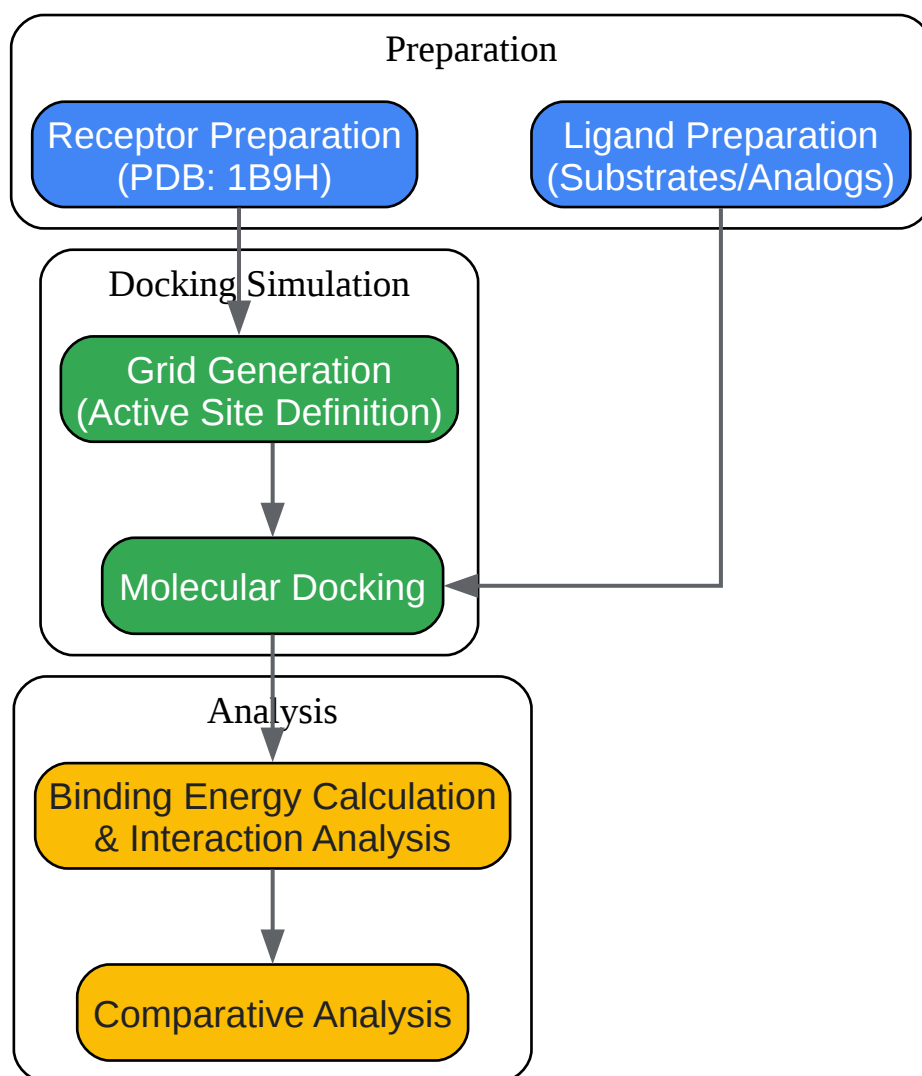 Preparation
Receptor Preparation
(PDB: 1B9H)
Ligand Preparation
(Substrates/Analogs)
Docking Simulation
Grid Generation
(Active Site Definition)
Molecular Docking
Analysis
Binding Energy Calculation
& Interaction Analysis
Comparative Analysis